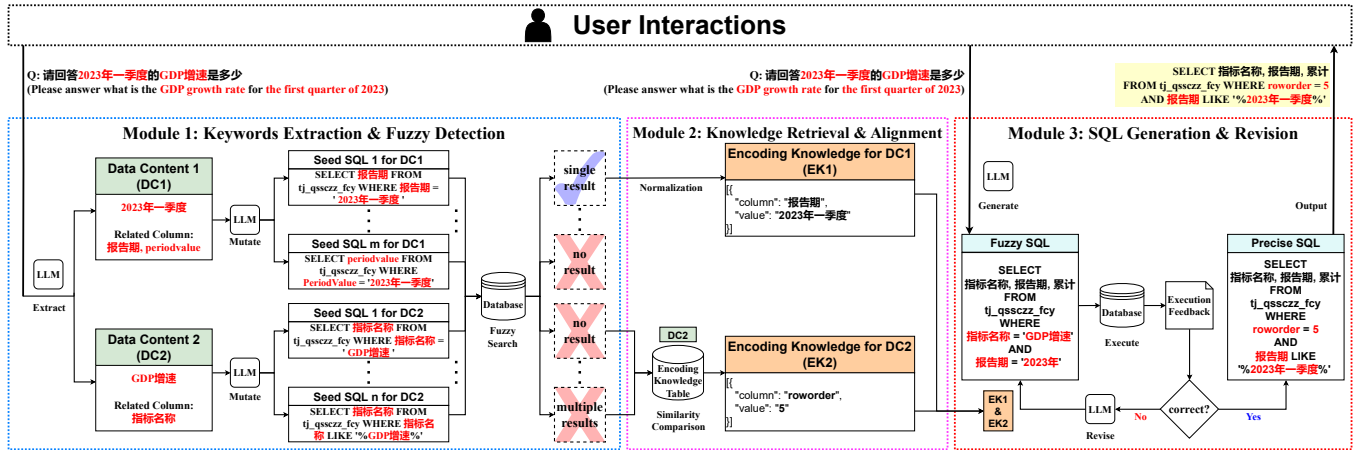 User Interactions
Q: 请回答2023年一季度的GDP增速是多少
(Please answer what is the GDP growth rate for the first quarter of 2023)
Q: 请回答2023年一季度的GDP增速是多少
(Please answer what is the GDP growth rate for the first quarter of 2023)
SELECT 指标名称, 报告期, 累计
FROM tj_qssczz_fcy WHERE roworder = 5
AND 报告期 LIKE '%2023年一季度%'
Module 1: Keywords Extraction & Fuzzy Detection
LLM
Extract
Data Content 1
(DC1)
2023年一季度
Related Column:
报告期, periodvalue
Data Content 2
(DC2)
GDP增速
Related Column:
指标名称
LLM
Mutate
LLM
Mutate
Seed SQL 1 for DC1
SELECT 报告期 FROM
tj_qssczz_fcy WHERE 报告期 =
' 2023年一季度 '
Seed SQL m for DC1
SELECT periodvalue FROM
tj_qssczz_fcy WHERE
PeriodValue = '2023年一季度'
Seed SQL 1 for DC2
SELECT 指标名称 FROM
tj_qssczz_fcy WHERE 指标名称 =
' GDP增速 '
Seed SQL n for DC2
SELECT 指标名称 FROM
tj_qssczz_fcy WHERE 指标名
称 LIKE '%GDP增速%'
Database
Fuzzy
Search
single
result
no
result
no
result
multiple
results
Module 2: Knowledge Retrieval & Alignment
Normalization
Encoding Knowledge for DC1
(EK1)
[{
"column": "报告期",
"value": "2023年一季度"
}]
DC2
Encoding
Knowledge
Table
Similarity
Comparison
Encoding Knowledge for DC2
(EK2)
[{
"column": "roworder",
"value": "5"
}]
EK1
&
EK2
Module 3: SQL Generation & Revision
LLM
Generate
Output
Fuzzy SQL
SELECT
指标名称, 报告期, 累计
FROM
tj_qssczz_fcy
WHERE
指标名称 = 'GDP增速'
AND
报告期 = '2023年'
Database
Execute
Execution
Feedback
Precise SQL
SELECT
指标名称, 报告期, 累计
FROM
tj_qssczz_fcy
WHERE
roworder = 5
AND
报告期 LIKE
'%2023年一季度%'
correct?
No
Yes
LLM
Revise